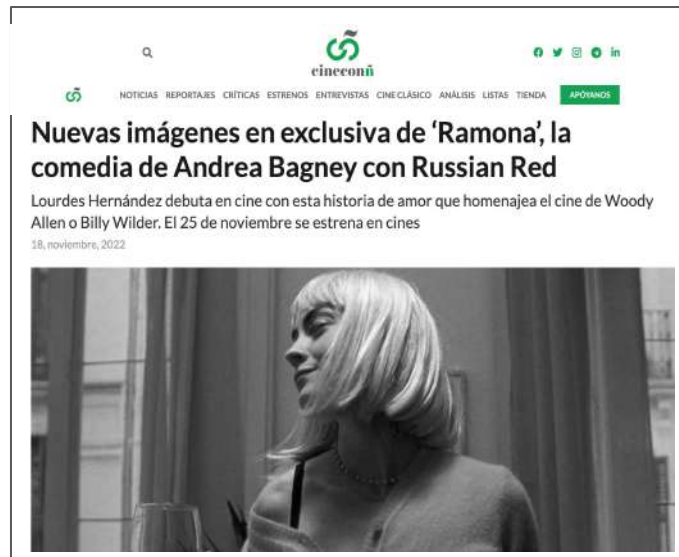 cineconñ
NOTICIAS REPORTAJES CRÍTICAS ESTRENOS ENTREVISTAS CINE CLÁSICO ANÁLISIS LISTAS TIENDA APÓYANOS
Nuevas imágenes en exclusiva de ‘Ramona’, la
comedia de Andrea Bagney con Russian Red
Lourdes Hernández debuta en cine con esta historia de amor que homenajea el cine de Woody
Allen o Billy Wilder. El 25 de noviembre se estrena en cines
18, noviembre, 2022